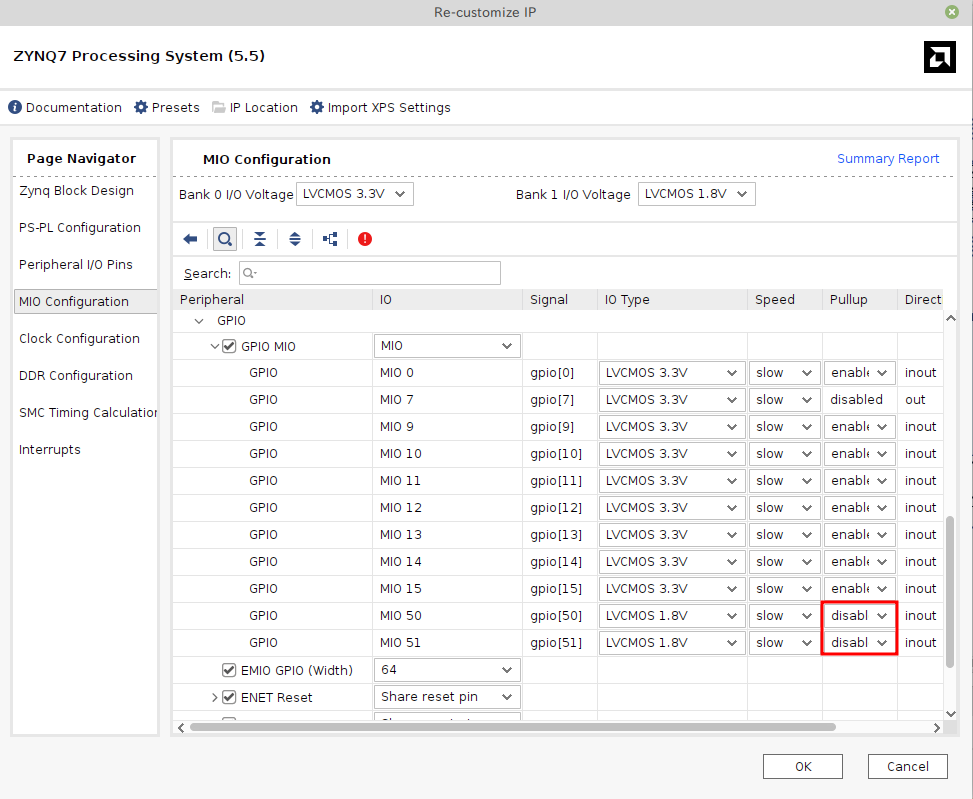 Re-customize IP
ZYNQ7 Processing System (5.5)
Documentation Presets IP Location Import XPS Settings
Page Navigator
Zynq Block Design
PS-PL Configuration
Peripheral I/O Pins
MIO Configuration
Clock Configuration
DDR Configuration
SMC Timing Calculation
Interrupts
MIO Configuration Summary Report
Bank 0 I/O Voltage LVCMOS 3.3V Bank 1 I/O Voltage LVCMOS 1.8V
Search:
Peripheral IO Signal IO Type Speed Pullup Direct
GPIO
GPIO MIO MIO
GPIO MIO 0 gpio[0] LVCMOS 3.3V slow enable inout
GPIO MIO 7 gpio[7] LVCMOS 3.3V slow disabled out
GPIO MIO 9 gpio[9] LVCMOS 3.3V slow enable inout
GPIO MIO 10 gpio[10] LVCMOS 3.3V slow enable inout
GPIO MIO 11 gpio[11] LVCMOS 3.3V slow enable inout
GPIO MIO 12 gpio[12] LVCMOS 3.3V slow enable inout
GPIO MIO 13 gpio[13] LVCMOS 3.3V slow enable inout
GPIO MIO 14 gpio[14] LVCMOS 3.3V slow enable inout
GPIO MIO 15 gpio[15] LVCMOS 3.3V slow enable inout
GPIO MIO 50 gpio[50] LVCMOS 1.8V slow disabl inout
GPIO MIO 51 gpio[51] LVCMOS 1.8V slow disabl inout
EMIO GPIO (Width) 64
ENET Reset Share reset pin
OK Cancel